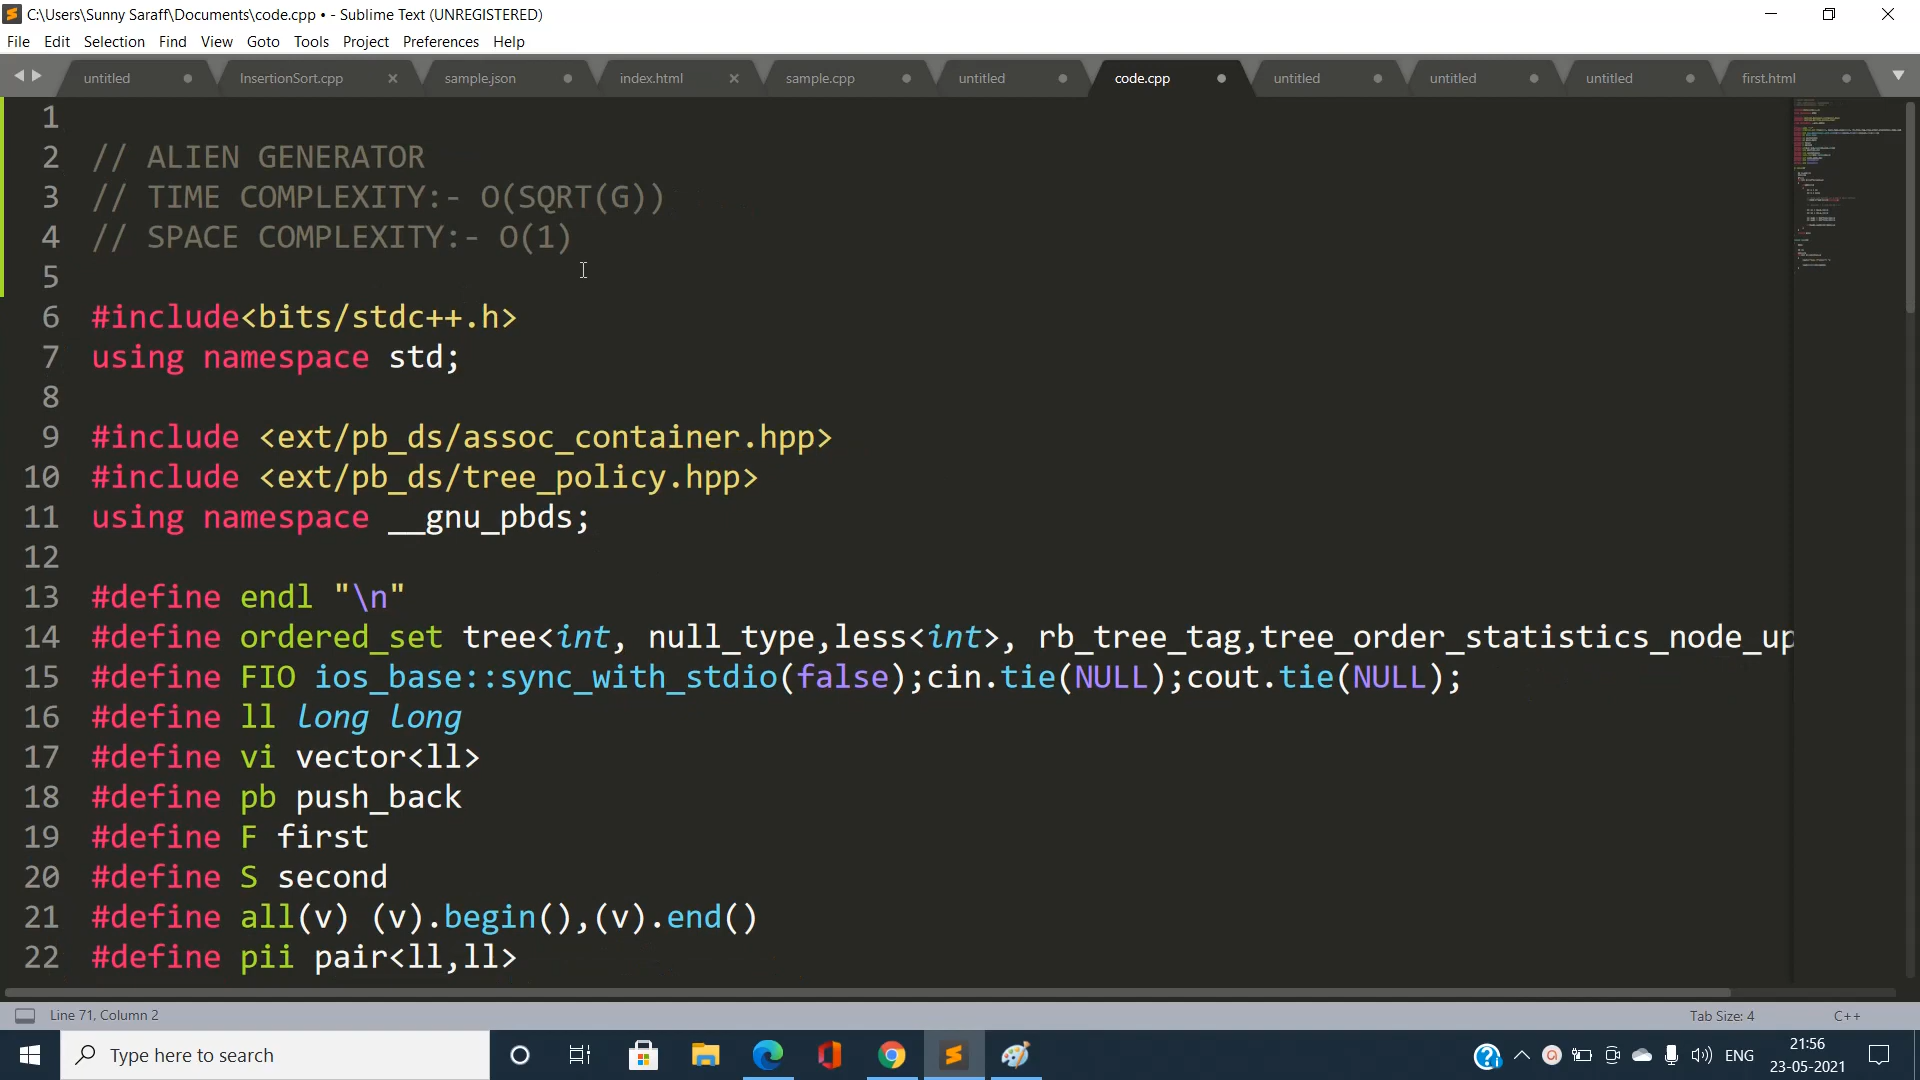 C:\Users\Sunny Saraff\Documents\code.cpp • - Sublime Text (UNREGISTERED)
File Edit Selection Find View Goto Tools Project Preferences Help
untitled InsertionSort.cpp sample.json index.html sample.cpp untitled code.cpp untitled untitled untitled first.html
1
2 // ALIEN GENERATOR
3 // TIME COMPLEXITY:- O(SQRT(G))
4 // SPACE COMPLEXITY:- O(1)
5
6 #include<bits/stdc++.h>
7 using namespace std;
8
9 #include <ext/pb_ds/assoc_container.hpp>
10 #include <ext/pb_ds/tree_policy.hpp>
11 using namespace __gnu_pbds;
12
13 #define endl "\n"
14 #define ordered_set tree<int, null_type,less<int>, rb_tree_tag,tree_order_statistics_node_up
15 #define FIO ios_base::sync_with_stdio(false);cin.tie(NULL);cout.tie(NULL);
16 #define ll long long
17 #define vi vector<ll>
18 #define pb push_back
19 #define F first
20 #define S second
21 #define all(v) (v).begin(),(v).end()
22 #define pii pair<ll,ll>
Line 71, Column 2 Tab Size: 4 C++
Type here to search
ENG
21:56
23-05-2021